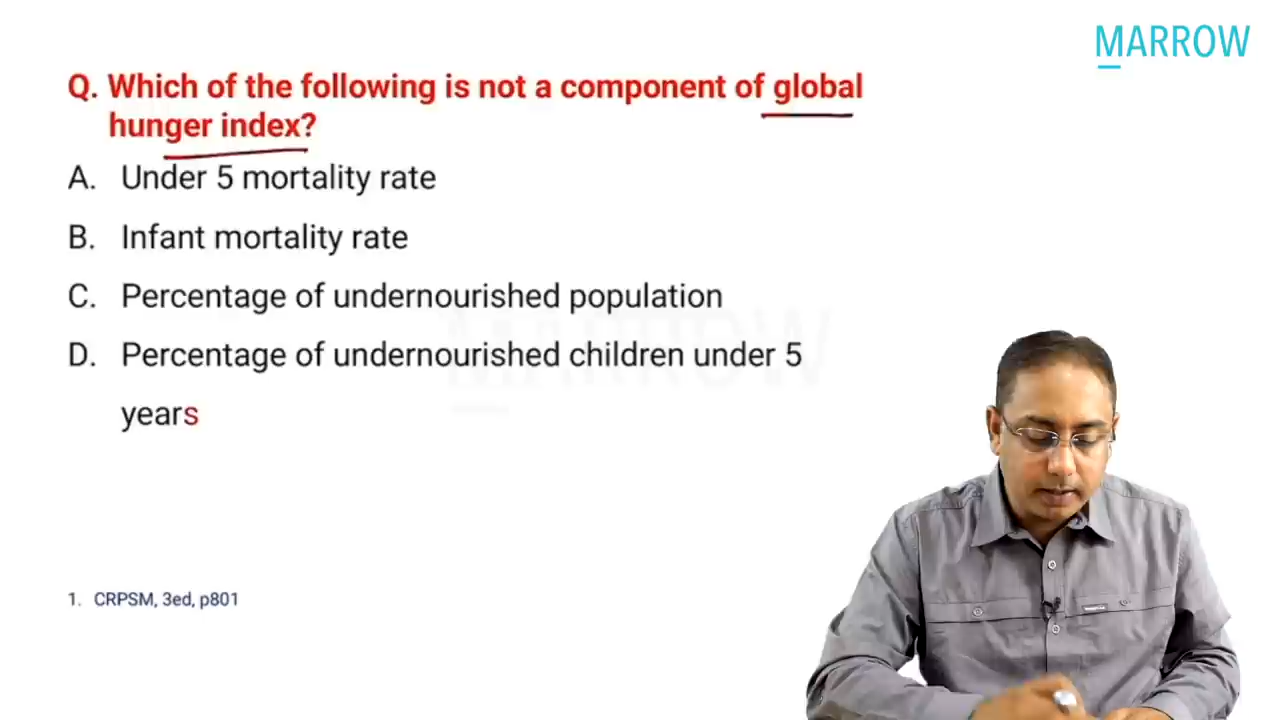 MARROW
Q. Which of the following is not a component of global
hunger index?
A. Under 5 mortality rate
B. Infant mortality rate
C. Percentage of undernourished population
D. Percentage of undernourished children under 5
years
MARROW
1. CRPSM, 3ed, p801